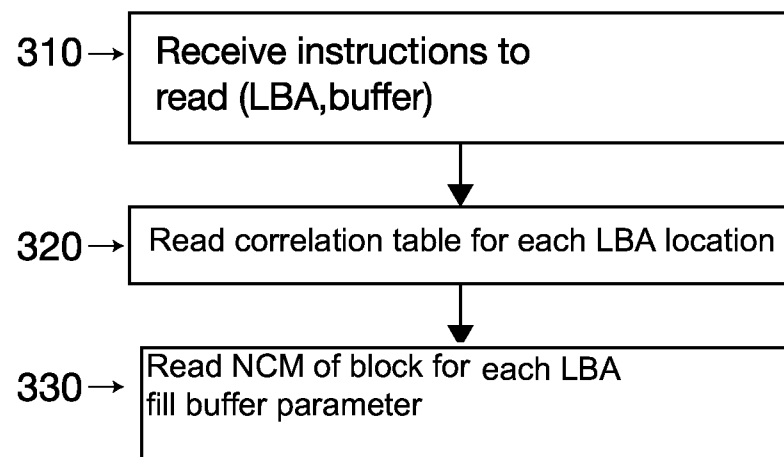 310
Receive instructions to
read (LBA,buffer)
320
Read correlation table for each LBA location
330
Read NCM of block for each LBA
fill buffer parameter